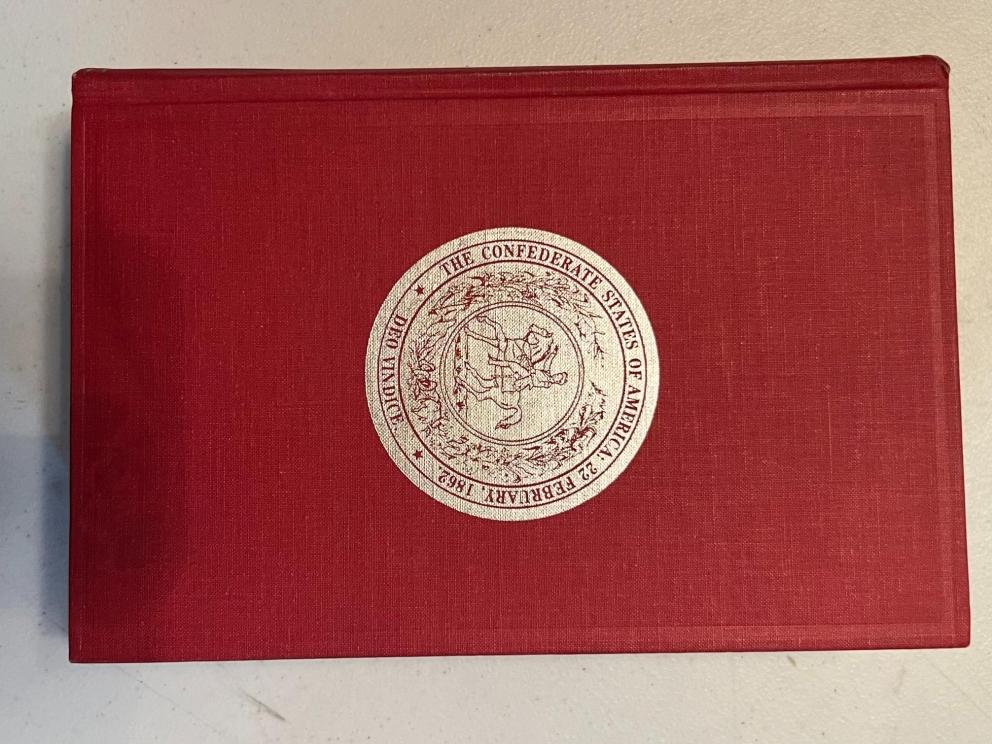 THE CONFEDERATE STATES OF AMERICA: 22 FEBRUARY, 1862.
DEO VINDICE